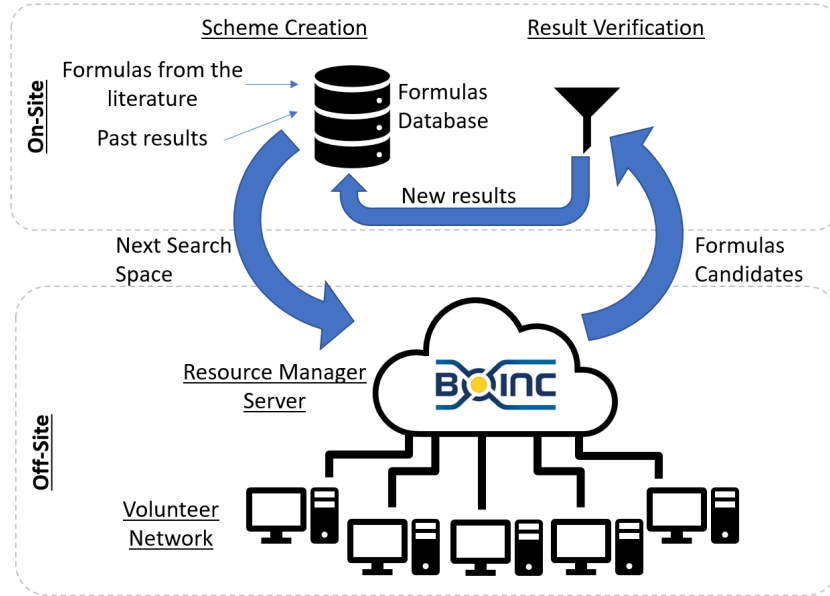 Scheme Creation
Result Verification
Formulas from the
literature
Past results
Formulas
Database
On-Site
New results
Next Search
Space
Formulas
Candidates
Resource Manager
Server
BOINC
Off-Site
Volunteer
Network